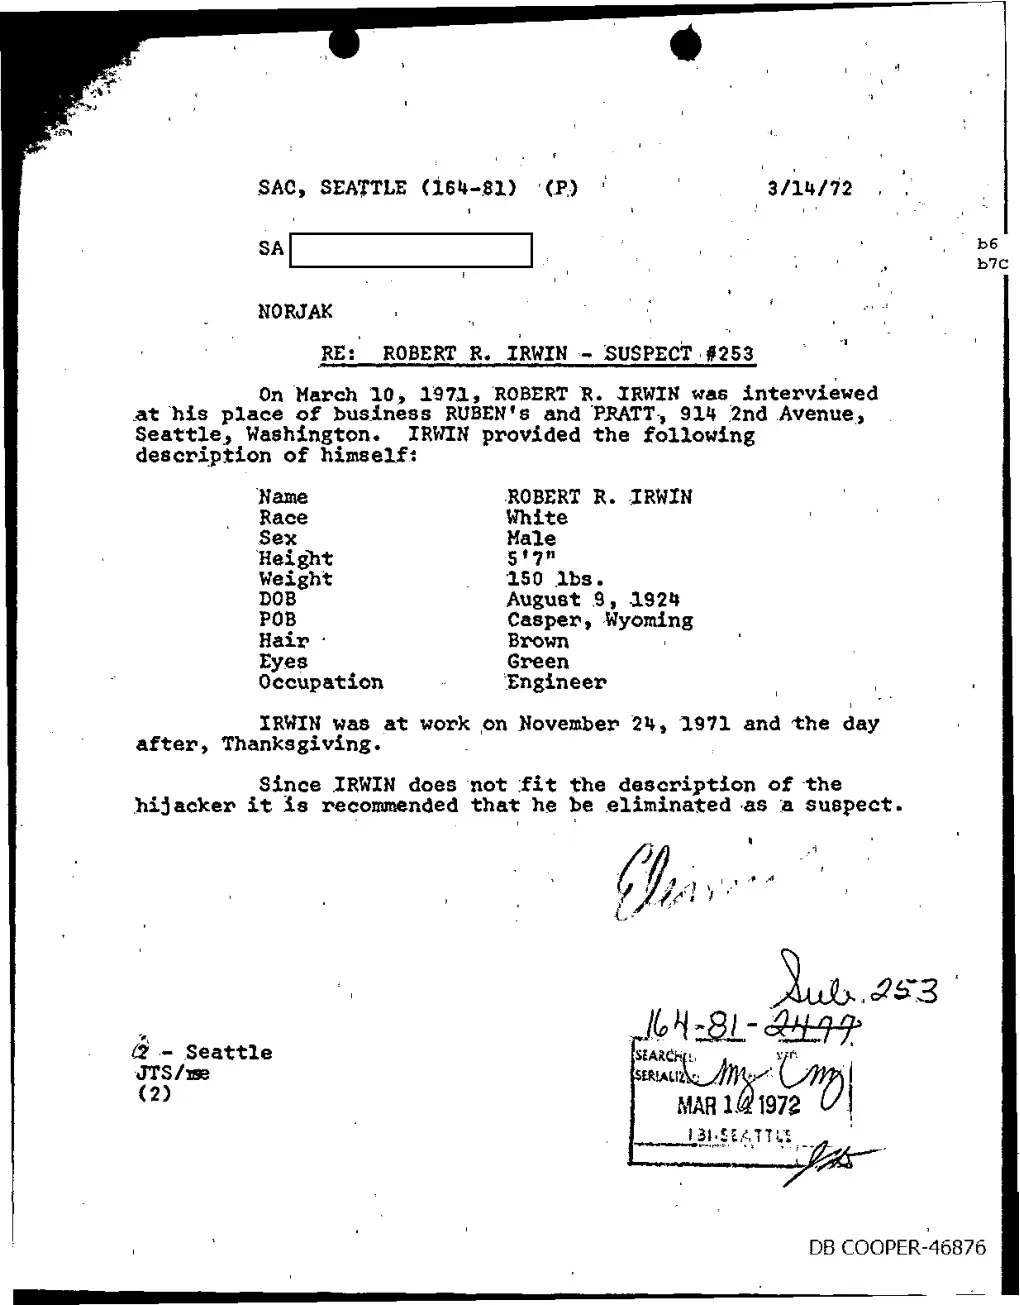 SAC, SEATTLE (164-81) (P) 3/14/72
b6
SA
b7C
NORJAK
RE: ROBERT R. IRWIN - SUSPECT #253
On March 10, 1971, ROBERT R. IRWIN was interviewed
at his place of business RUBEN's and PRATT, 914 2nd Avenue,
Seattle, Washington. IRWIN provided the following
description of himself:
Name ROBERT R. IRWIN
Race White
Sex Male
Height 5'7"
Weight 150 lbs.
DOB August 9, 1924
POB Casper, Wyoming
Hair Brown
Eyes Green
Occupation Engineer
IRWIN was at work on November 24, 1971 and the day
after, Thanksgiving.
Since IRWIN does not fit the description of the
hijacker it is recommended that he be eliminated as a suspect.
Sub. 253
164-81-2477
2 - Seattle
JTS/
(2)
SEARCHED
SERIALIZED
MAR 1 1972
FBI-SEATTLE
DB COOPER-46876